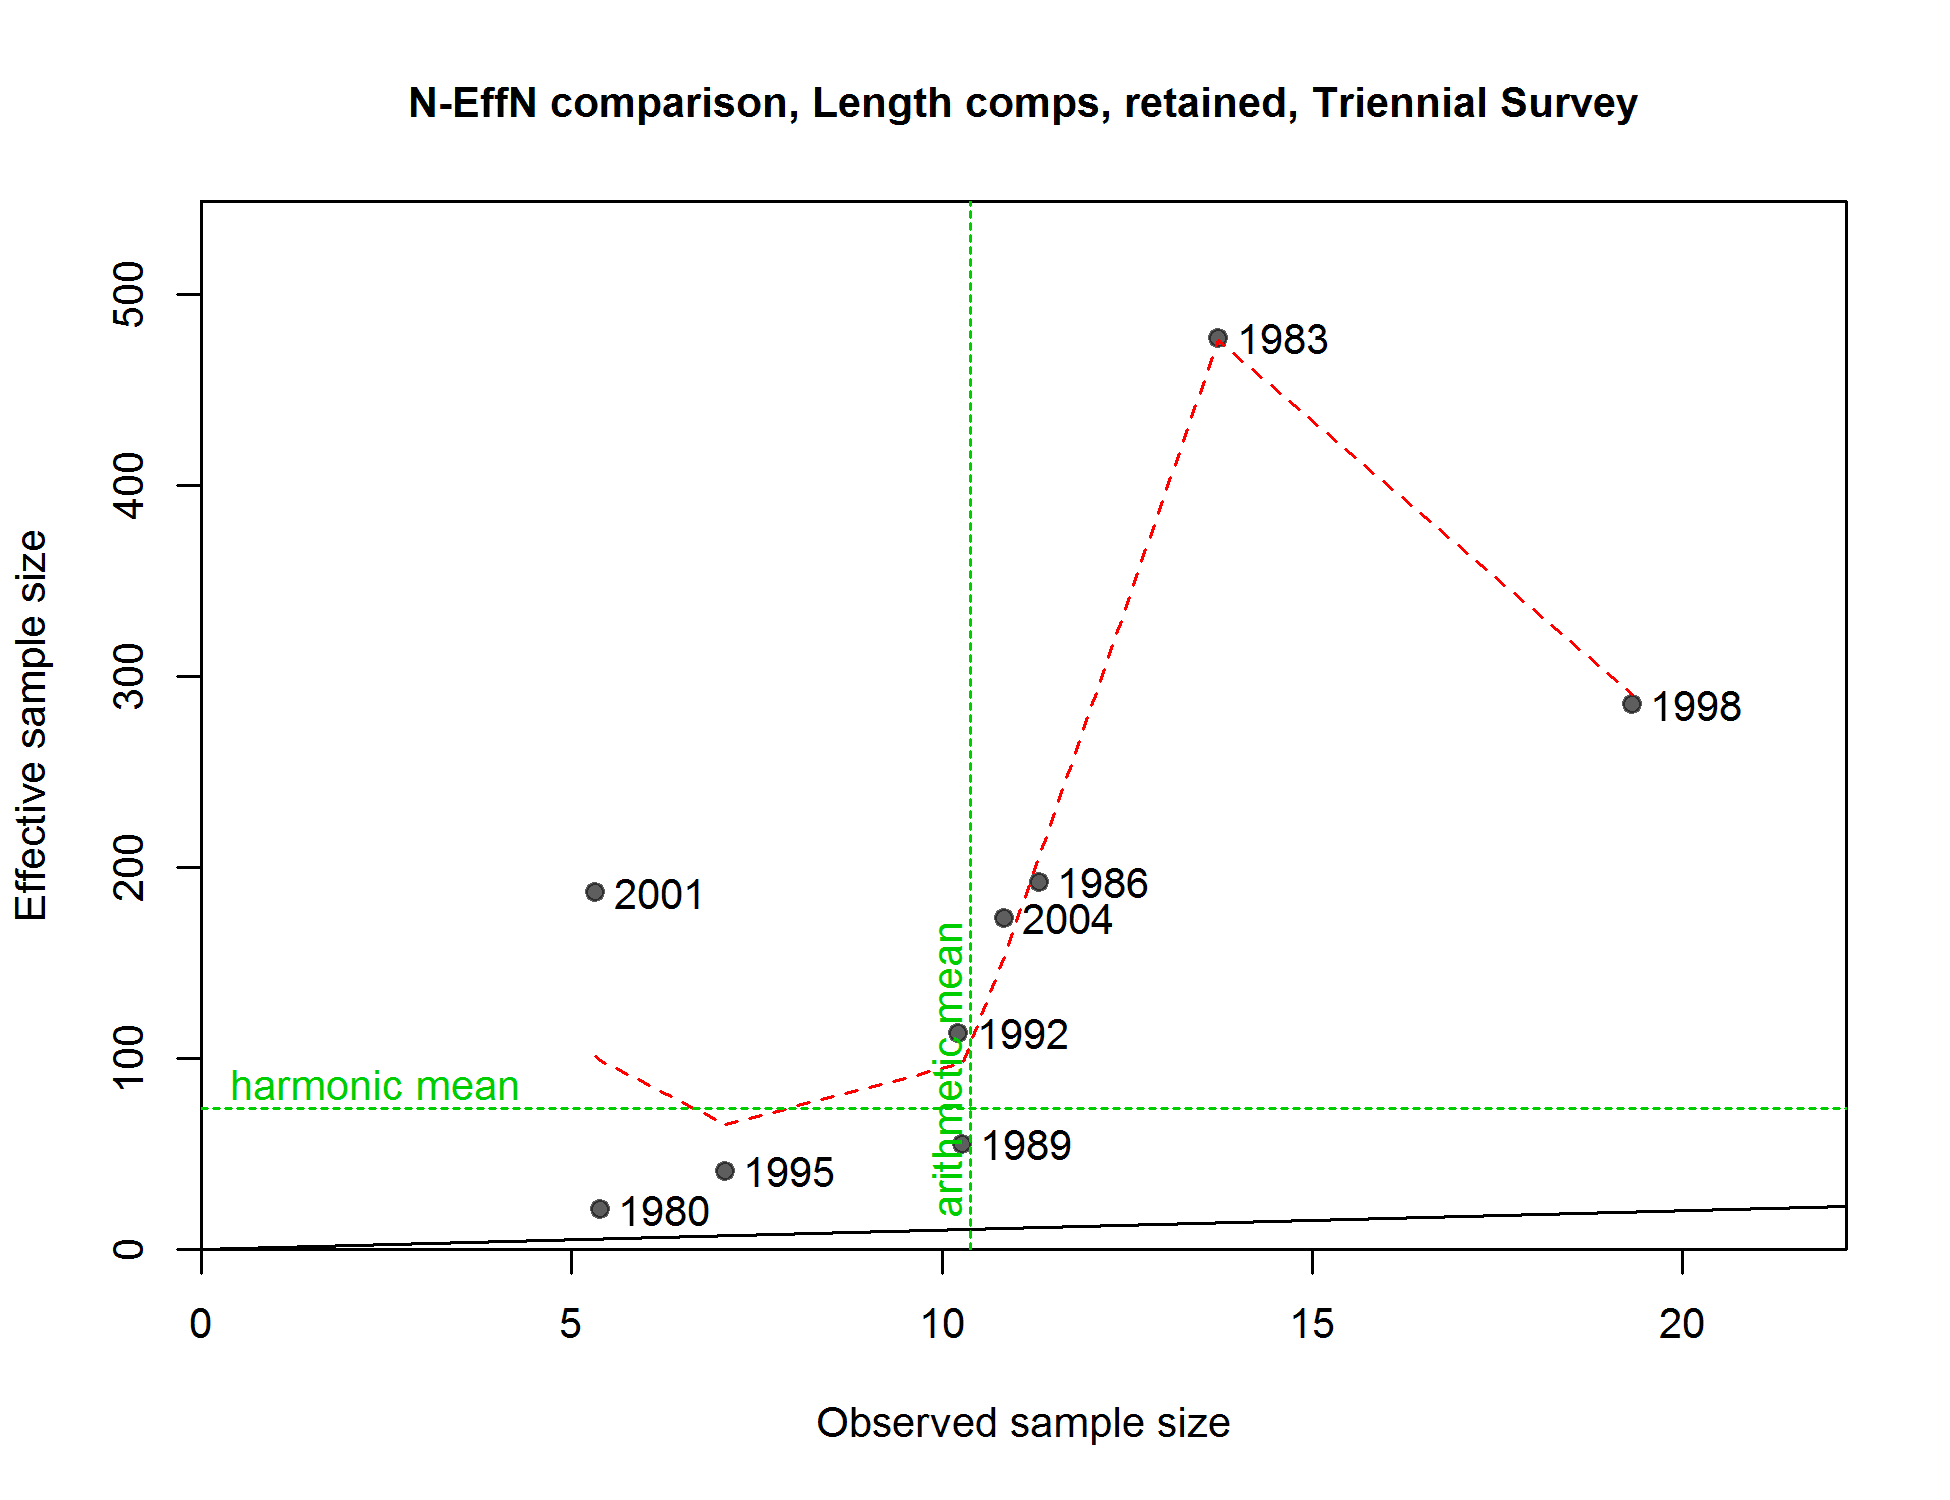 N-EffN comparison, Length comps, retained, Triennial Survey
Effective sample size
500
400
300
200
100
0
1983
1998
2001
1986
2004
arithmetic mean
1992
harmonic mean
1989
1995
1980
0 5 10 15 20
Observed sample size